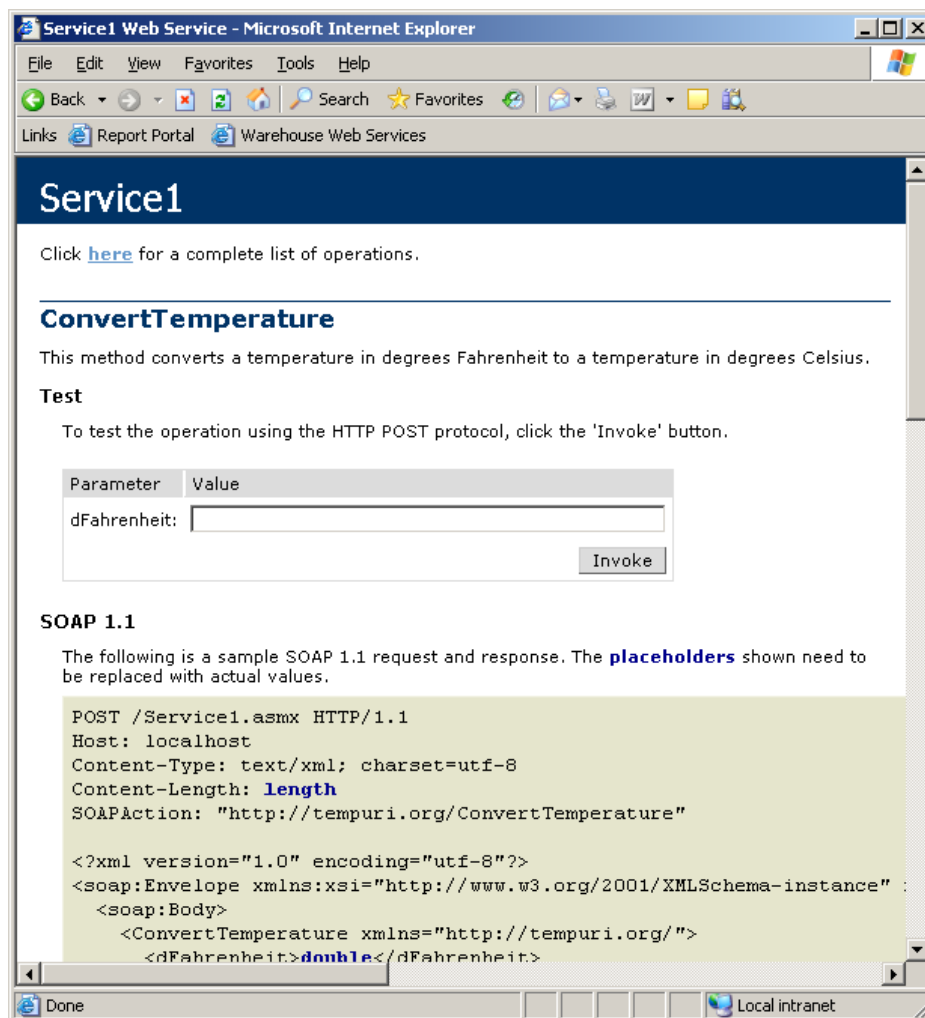 Service1 Web Service - Microsoft Internet Explorer
File Edit View Favorites Tools Help
Back Search Favorites
Links Report Portal Warehouse Web Services
Service1
Click here for a complete list of operations.
ConvertTemperature
This method converts a temperature in degrees Fahrenheit to a temperature in degrees Celsius.
Test
To test the operation using the HTTP POST protocol, click the 'Invoke' button.
Parameter Value
dFahrenheit:
Invoke
SOAP 1.1
The following is a sample SOAP 1.1 request and response. The placeholders shown need to
be replaced with actual values.
POST /Service1.asmx HTTP/1.1
Host: localhost
Content-Type: text/xml; charset=utf-8
Content-Length: length
SOAPAction: "http://tempuri.org/ConvertTemperature"
<?xml version="1.0" encoding="utf-8"?>
<soap:Envelope xmlns:xsi="http://www.w3.org/2001/XMLSchema-instance"
<soap:Body>
<ConvertTemperature xmlns="http://tempuri.org/">
<dFahrenheit>double</dFahrenheit>
Done Local intranet